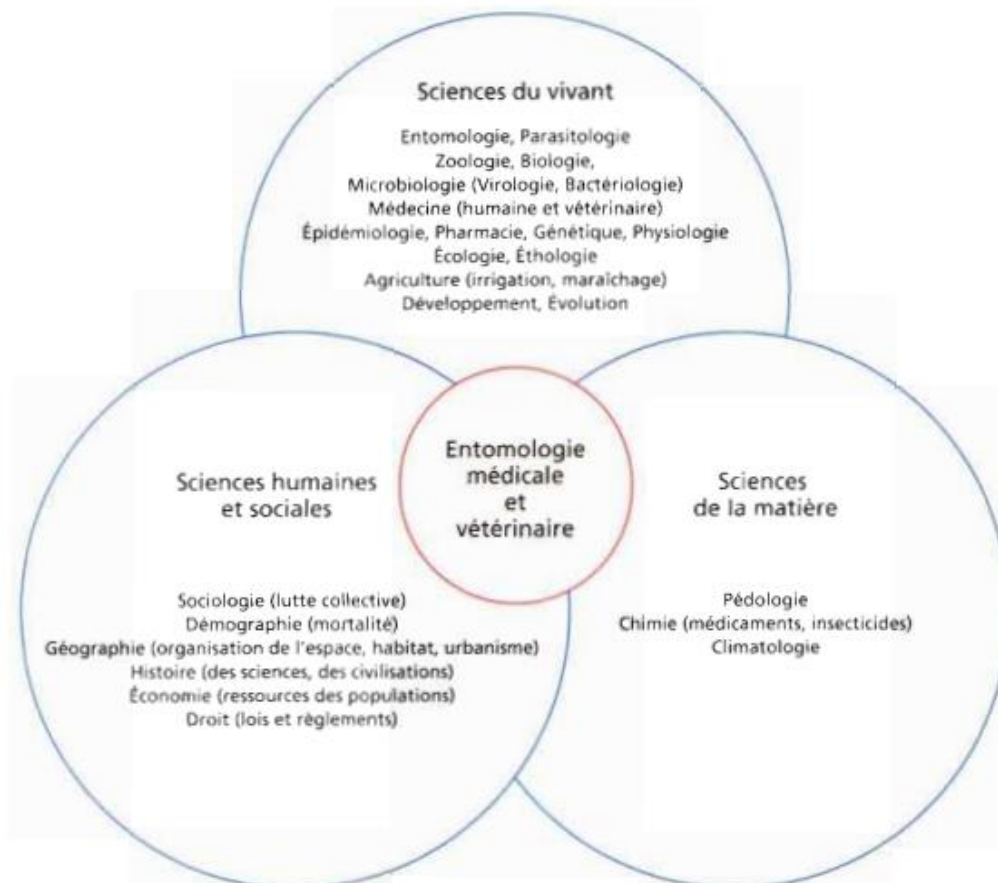 Sciences du vivant
Entomologie, Parasitologie
Zoologie, Biologie,
Microbiologie (Virologie, Bactériologie)
Médecine (humaine et vétérinaire)
Épidémiologie, Pharmacie, Génétique, Physiologie
Écologie, Éthologie
Agriculture (irrigation, maraîchage)
Développement, Évolution
Entomologie
médicale
et
vétérinaire
Sciences humaines
et sociales
Sociologie (lutte collective)
Démographie (mortalité)
Géographie (organisation de l'espace, habitat, urbanisme)
Histoire (des sciences, des civilisations)
Économie (ressources des populations)
Droit (lois et règlements)
Sciences
de la matière
Pédologie
Chimie (médicaments, insecticides)
Climatologie